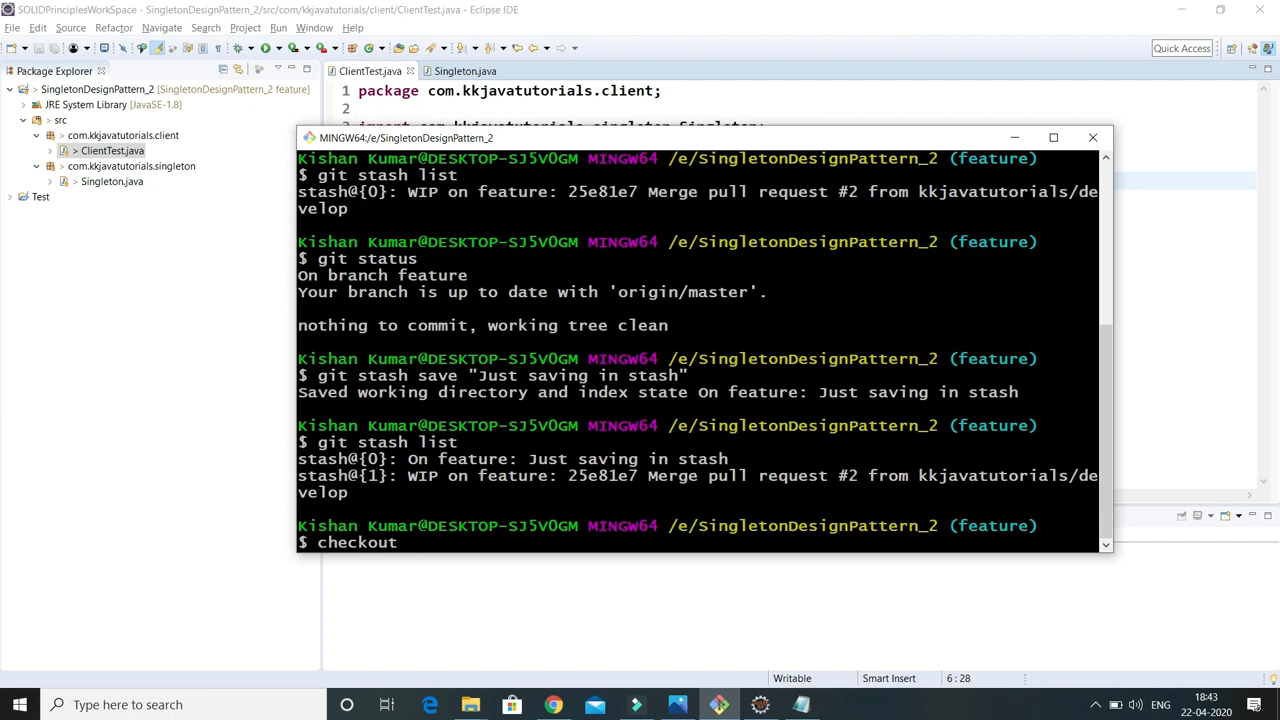 SOLIDPrinciplesWorkSpace - SingletonDesignPattern_2/src/com/kkjavatutorials/client/ClientTest.java - Eclipse IDE
File Edit Source Refactor Navigate Search Project Run Window Help
Quick Access
Package Explorer
ClientTest.java
Singleton.java
> SingletonDesignPattern_2 [SingletonDesignPattern_2 feature]
JRE System Library [JavaSE-1.8]
> src
> com.kkjavatutorials.client
> ClientTest.java
> com.kkjavatutorials.singleton
> Singleton.java
Test
1 package com.kkjavatutorials.client;
2
3 import com.kkjavatutorials.singleton.Singleton;
MINGW64:/e/SingletonDesignPattern_2
Kishan Kumar@DESKTOP-SJ5V0GM MINGW64 /e/SingletonDesignPattern_2 (feature)
$ git stash list
stash@{0}: WIP on feature: 25e81e7 Merge pull request #2 from kkjavatutorials/de
velop
Kishan Kumar@DESKTOP-SJ5V0GM MINGW64 /e/SingletonDesignPattern_2 (feature)
$ git status
On branch feature
Your branch is up to date with 'origin/master'.
nothing to commit, working tree clean
Kishan Kumar@DESKTOP-SJ5V0GM MINGW64 /e/SingletonDesignPattern_2 (feature)
$ git stash save "Just saving in stash"
Saved working directory and index state On feature: Just saving in stash
Kishan Kumar@DESKTOP-SJ5V0GM MINGW64 /e/SingletonDesignPattern_2 (feature)
$ git stash list
stash@{0}: On feature: Just saving in stash
stash@{1}: WIP on feature: 25e81e7 Merge pull request #2 from kkjavatutorials/de
velop
Kishan Kumar@DESKTOP-SJ5V0GM MINGW64 /e/SingletonDesignPattern_2 (feature)
$ checkout
Writable
Smart Insert
6 : 28
Type here to search
ENG
18:43
22-04-2020